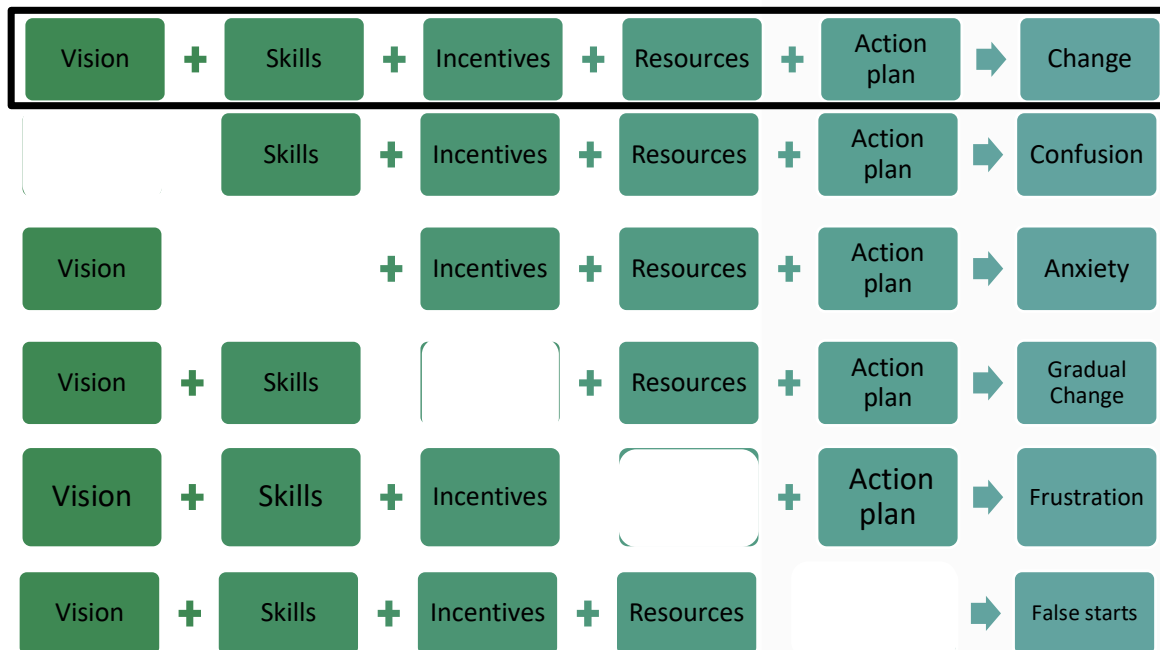 Vision + Skills + Incentives + Resources + Action plan Change
Skills + Incentives + Resources + Action plan Confusion
Vision + Incentives + Resources + Action plan Anxiety
Vision + Skills + Resources + Action plan Gradual Change
Vision + Skills + Incentives + Action plan Frustration
Vision + Skills + Incentives + Resources False starts